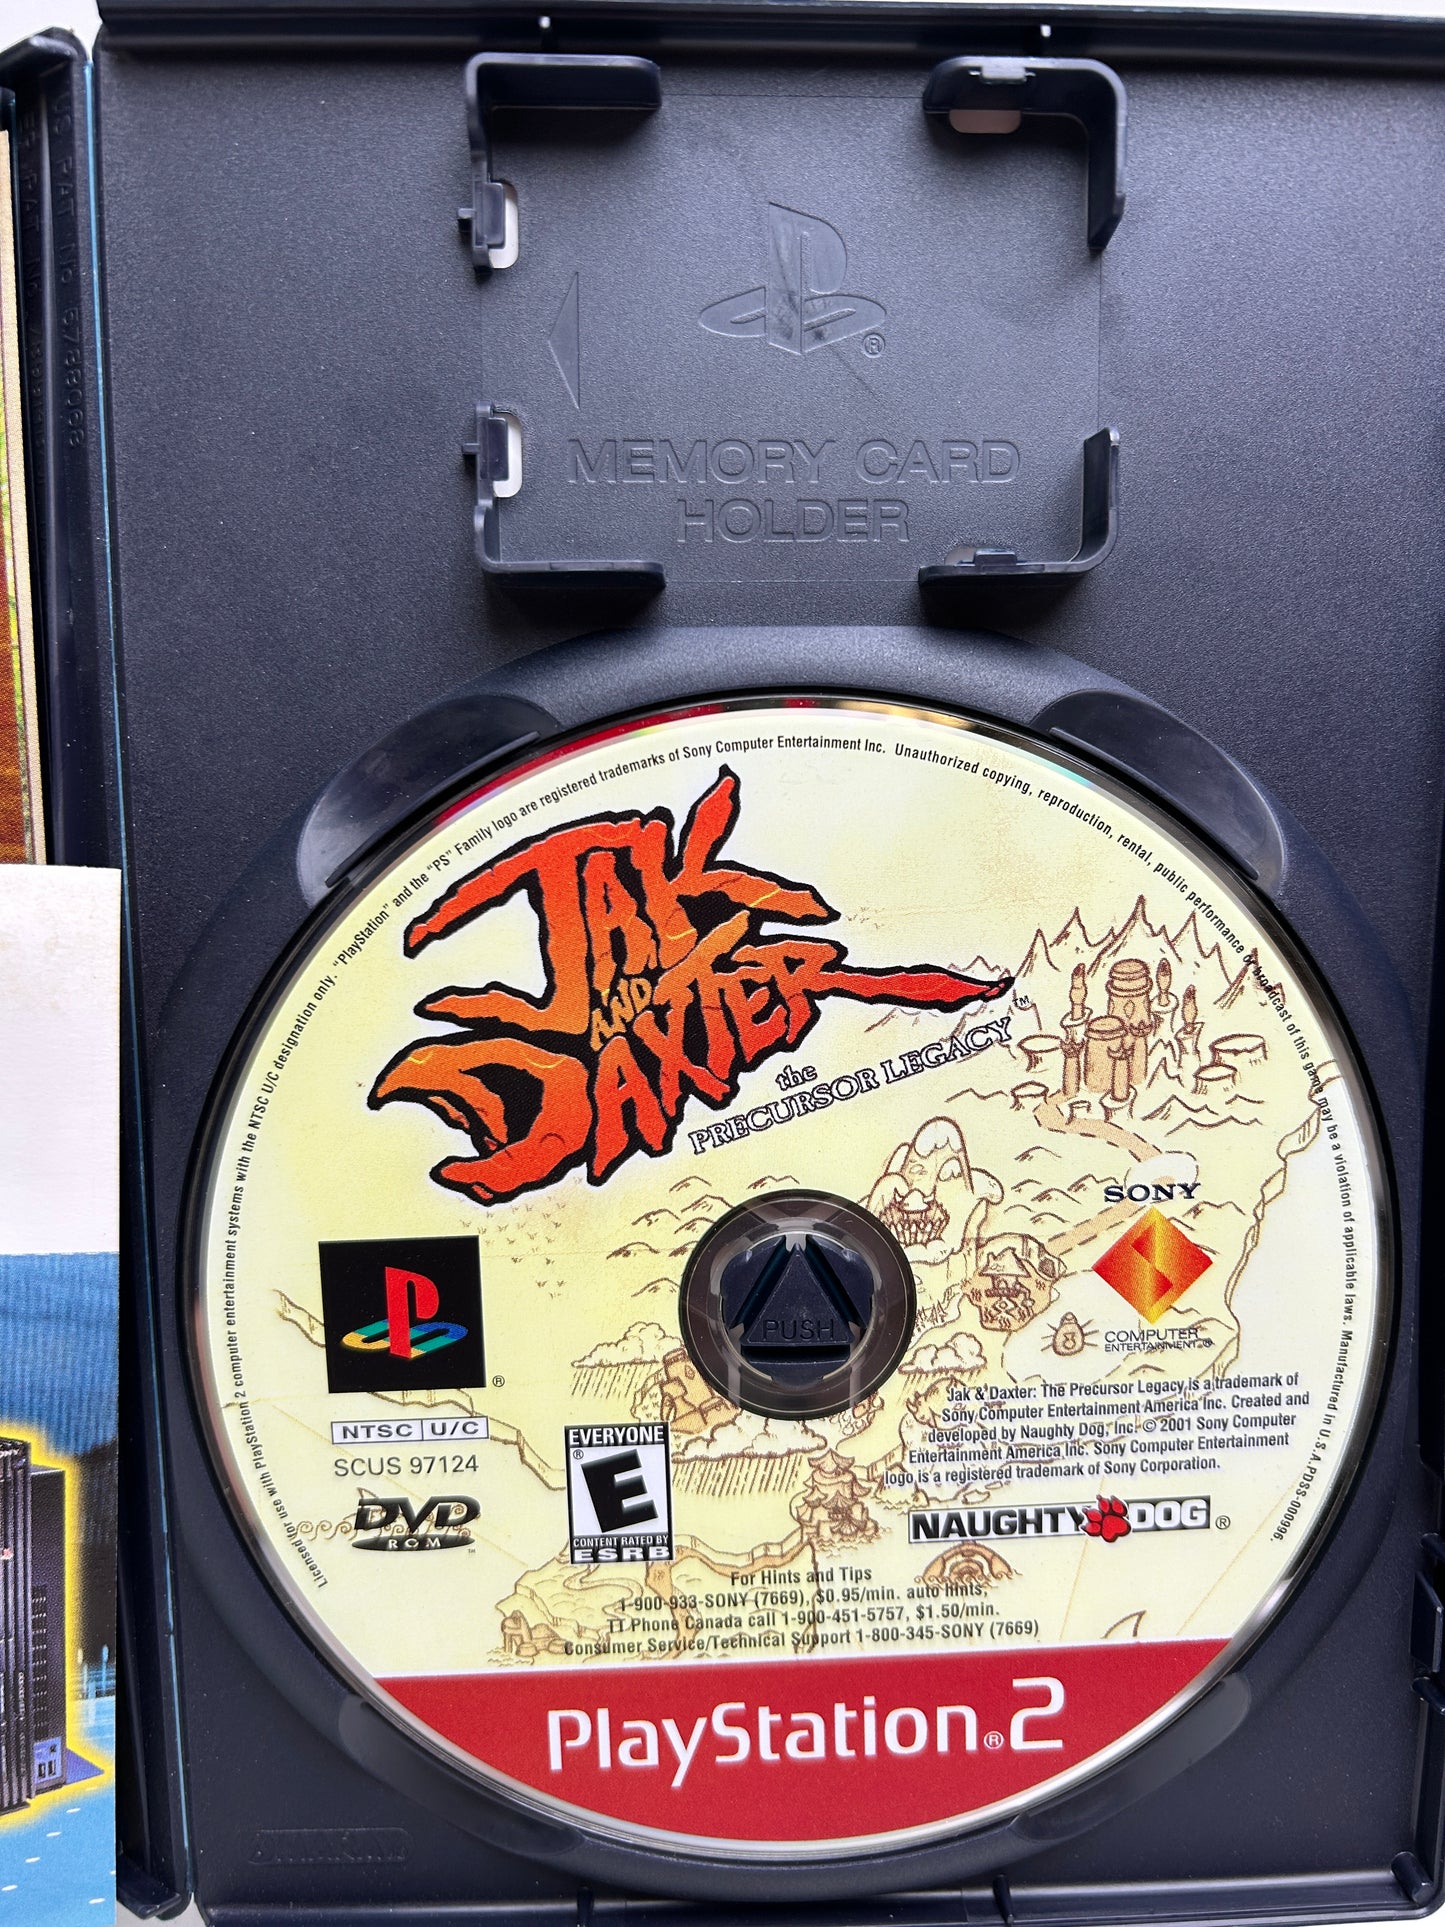 US PAT No 5788068
MEMORY CARD
HOLDER
®
Licensed for use with PlayStation 2 computer entertainment systems with the NTSC U/C designation only. "PlayStation" and the "PS" Family logo are registered trademarks of Sony Computer Entertainment Inc. Unauthorized copying, reproduction, rental, public performance or broadcast of this game may be a violation of applicable laws. Manufactured in U.S.A. PDSS-000996.
JAK
AND
DAXTER
the
PRECURSOR LEGACY™
SONY
COMPUTER
ENTERTAINMENT®
PUSH
®
NTSC U/C
SCUS 97124
DVD
ROM
™
EVERYONE
®
E
CONTENT RATED BY
ESRB
Jak & Daxter: The Precursor Legacy is a trademark of
Sony Computer Entertainment America Inc. Created and
developed by Naughty Dog, Inc. © 2001 Sony Computer
Entertainment America Inc. Sony Computer Entertainment
logo is a registered trademark of Sony Corporation.
NAUGHTY DOG®
For Hints and Tips
1-900-933-SONY (7669), $0.95/min. auto hints,
TT Phone Canada call 1-900-451-5757, $1.50/min.
Consumer Service/Technical Support 1-800-345-SONY (7669)
PlayStation®2